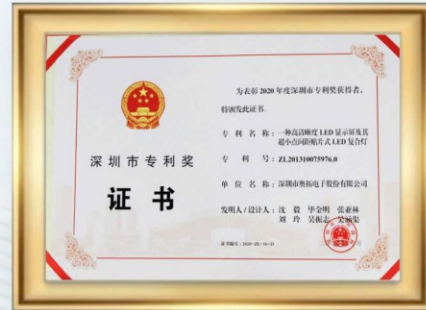 深圳市专利奖
证书
为表彰2020年度深圳市专利奖获得者，
特颁发此证书。
专利名称：一种高清晰度LED显示屏及其
超小点间距贴片式LED复合灯
专利号：ZL201310075976.0
单位名称：深圳市奥拓电子股份有限公司
发明人/设计人：沈毅 毕金明 张亚林
刘玲 吴振志 吴涵渠